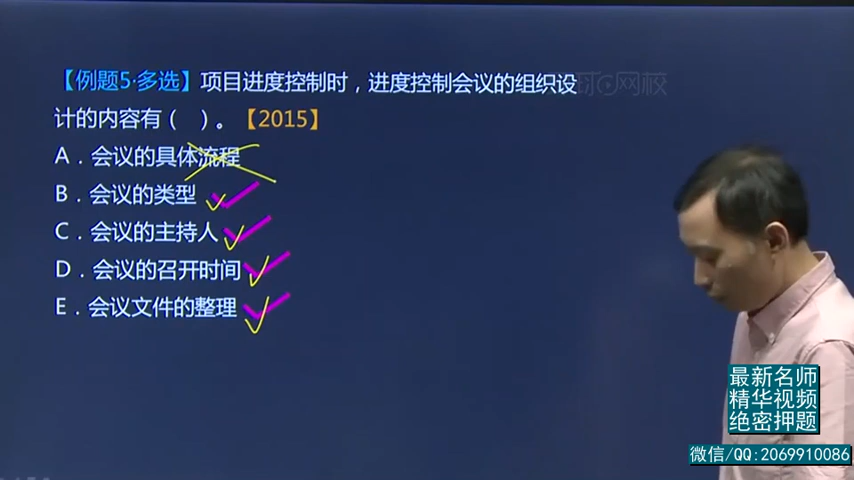 【例题5·多选】项目进度控制时，进度控制会议的组织设
计的内容有（ ）。【2015】
A．会议的具体流程
B．会议的类型
C．会议的主持人
D．会议的召开时间
E．会议文件的整理
网校
最新名师
精华视频
绝密押题
微信/QQ:2069910086